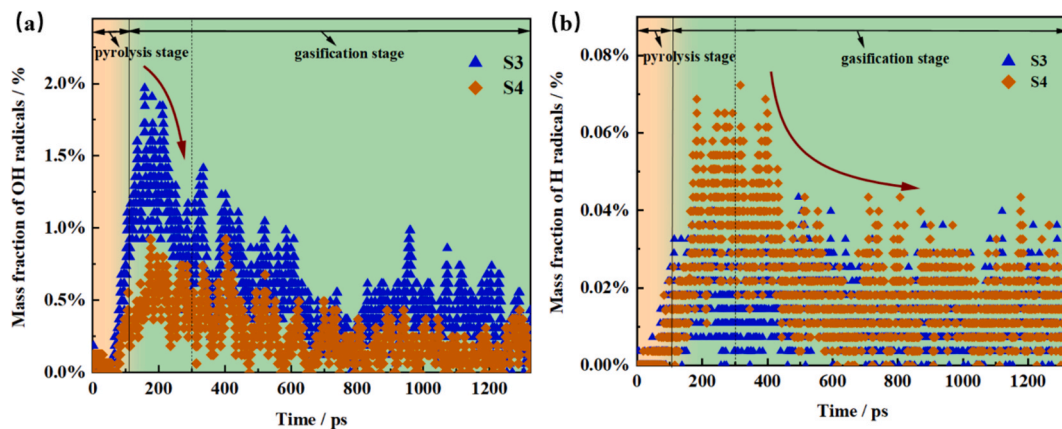 (a)
pyrolysis stage
gasification stage
S3
S4
Mass fraction of OH radicals / %
2.0%
1.5%
1.0%
0.5%
0.0%
0 200 400 600 800 1000 1200
Time / ps
(b)
pyrolysis stage
gasification stage
S3
S4
Mass fraction of H radicals / %
0.08%
0.06%
0.04%
0.02%
0.00%
0 200 400 600 800 1000 1200
Time / ps